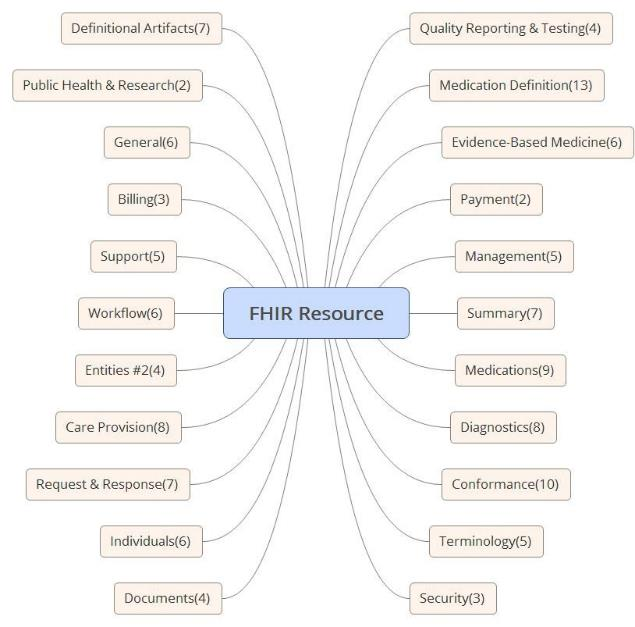 Definitional Artifacts(7)
Public Health & Research(2)
General(6)
Billing(3)
Support(5)
Workflow(6)
Entities #2(4)
Care Provision(8)
Request & Response(7)
Individuals(6)
Documents(4)
FHIR Resource
Quality Reporting & Testing(4)
Medication Definition(13)
Evidence-Based Medicine(6)
Payment(2)
Management(5)
Summary(7)
Medications(9)
Diagnostics(8)
Conformance(10)
Terminology(5)
Security(3)